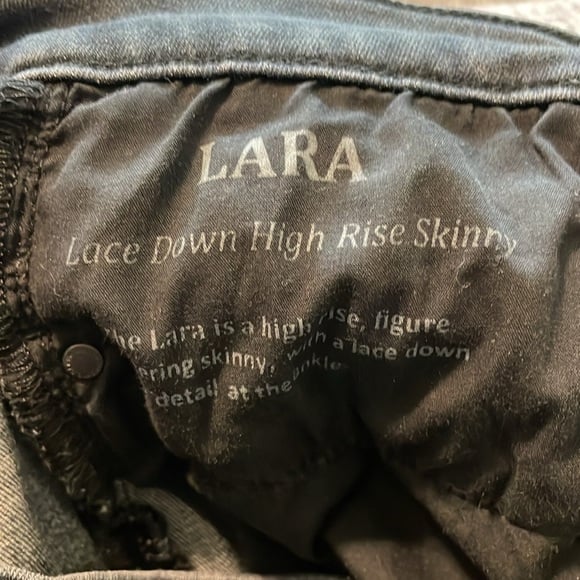 LARA
Lace Down High Rise Skinny
The Lara is a high rise, figure
skinny, with a lace down
detail at the ankle